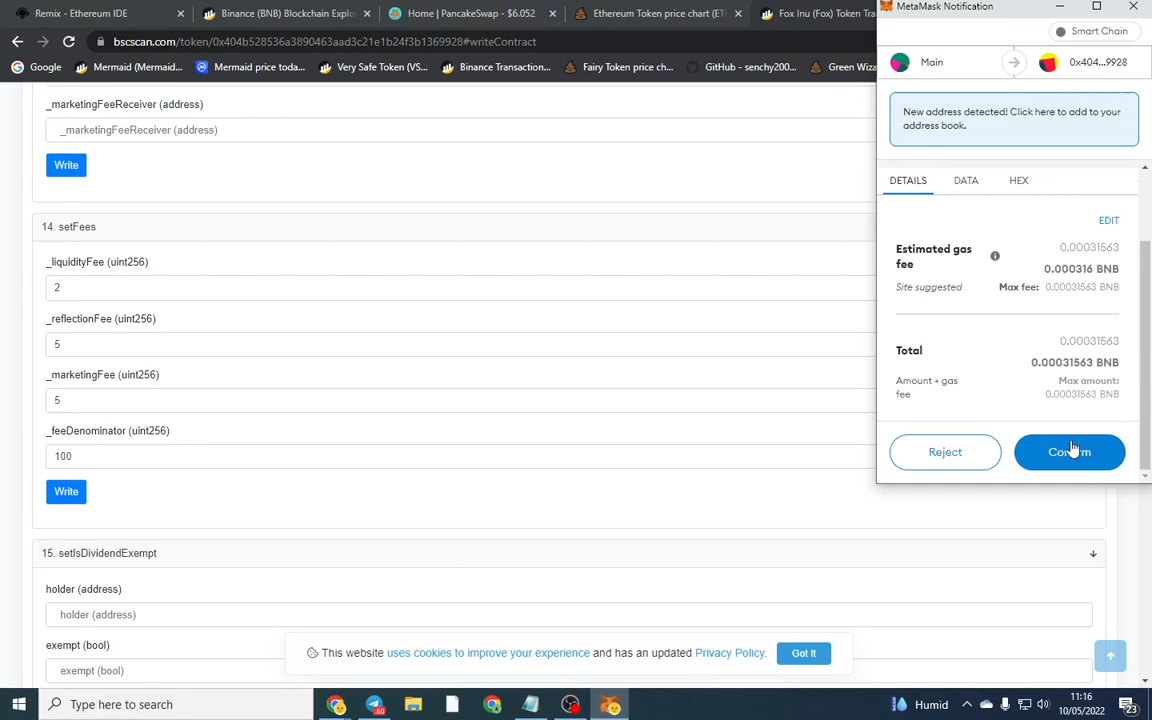 Remix - Ethereum IDE
Binance (BNB) Blockchain Explo
Home | PancakeSwap - $6.052
Ethereum Token price chart (ET
Fox Inu (Fox) Token Tra
MetaMask Notification
bscscan.com/token/0x404b528536a3890463aad3c21e1b24f3b1369928#writeContract
Smart Chain
Google
Mermaid (Mermaid...
Mermaid price toda...
Very Safe Token (VS...
Binance Transaction...
Fairy Token price ch...
GitHub - senchy200...
Green Wiza
Main
0x404...9928
New address detected! Click here to add to your
address book.
DETAILS
DATA
HEX
EDIT
Estimated gas
fee
0.00031563
0.000316 BNB
Site suggested
Max fee: 0.00031563 BNB
Total
0.00031563
0.00031563 BNB
Amount + gas
fee
Max amount:
0.00031563 BNB
Reject
Confirm
_marketingFeeReceiver (address)
_marketingFeeReceiver (address)
Write
14. setFees
_liquidityFee (uint256)
2
_reflectionFee (uint256)
5
_marketingFee (uint256)
5
_feeDenominator (uint256)
100
Write
15. setIsDividendExempt
holder (address)
holder (address)
exempt (bool)
exempt (bool)
This website uses cookies to improve your experience and has an updated Privacy Policy.
Got It
Type here to search
Humid
11:16
10/05/2022
23